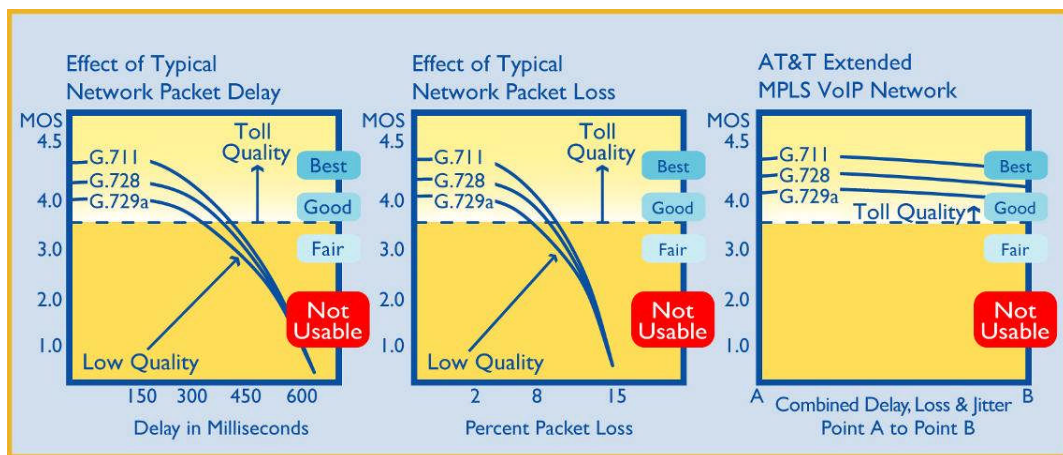 Effect of Typical
Network Packet Delay
MOS
4.5
4.0
3.0
2.0
1.0
G.711
G.728
G.729a
Toll
Quality
Best
Good
Fair
Not
Usable
Low Quality
150 300 450 600
Delay in Milliseconds
Effect of Typical
Network Packet Loss
MOS
4.5
4.0
3.0
2.0
1.0
G.711
G.728
G.729a
Toll
Quality
Best
Good
Fair
Not
Usable
Low Quality
2 8 15
Percent Packet Loss
AT&T Extended
MPLS VoIP Network
MOS
4.5
4.0
3.0
2.0
1.0
G.711
G.728
G.729a
Toll Quality
Best
Good
Fair
Not
Usable
A B
Combined Delay, Loss & Jitter
Point A to Point B